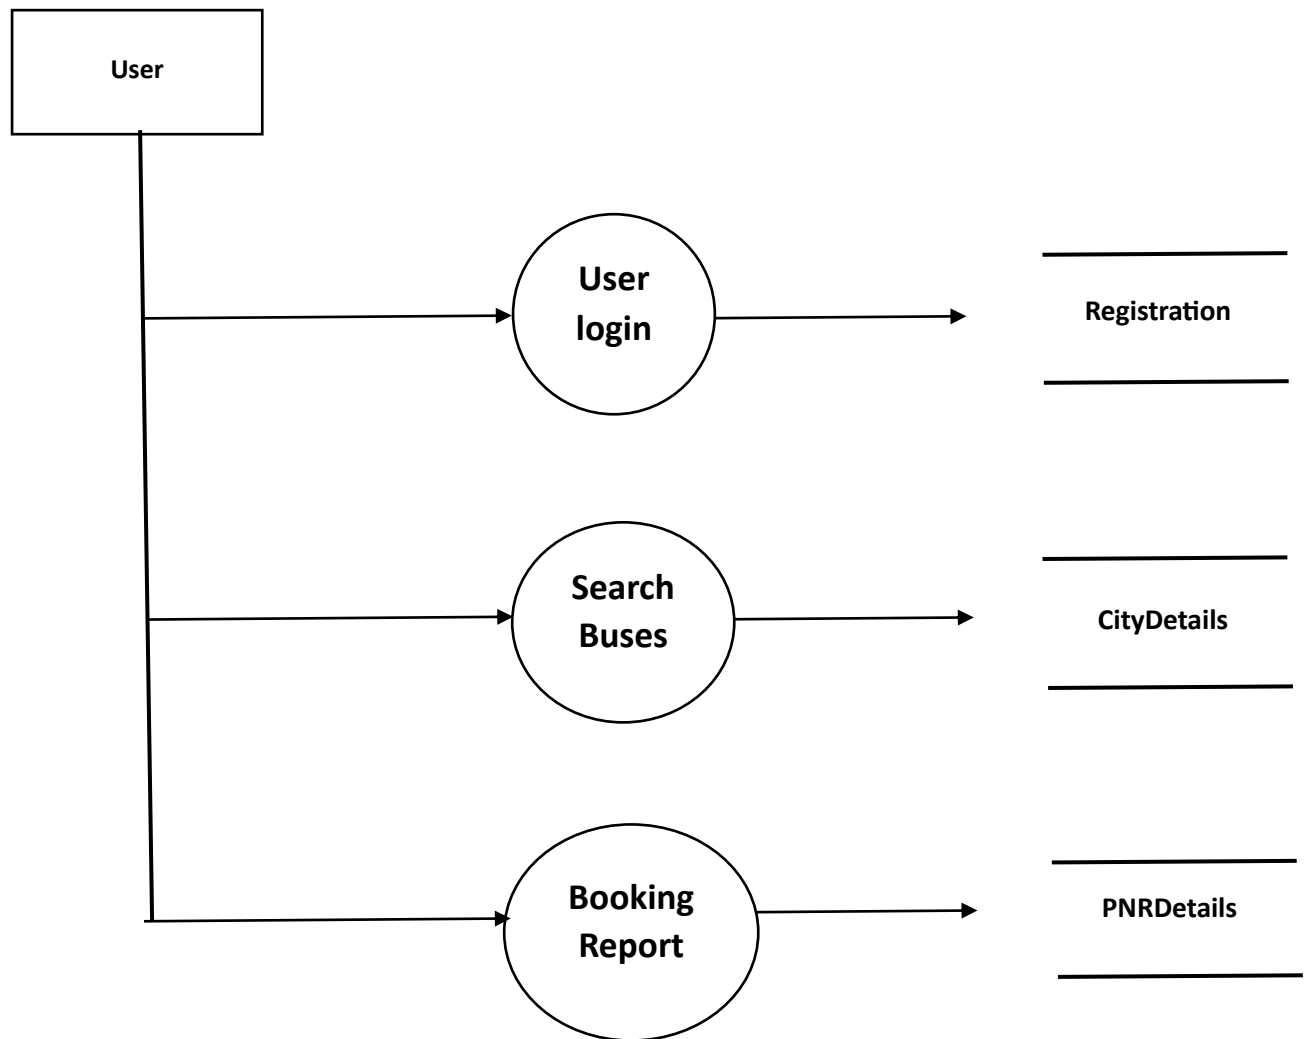 User
User
login
Registration
Search
Buses
CityDetails
Booking
Report
PNRDetails